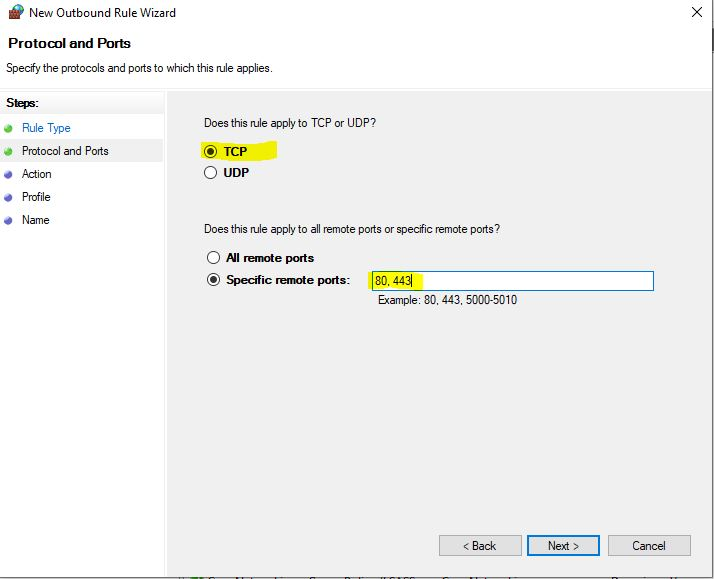 New Outbound Rule Wizard
Protocol and Ports
Specify the protocols and ports to which this rule applies.
Steps:
Rule Type
Protocol and Ports
Action
Profile
Name
Does this rule apply to TCP or UDP?
TCP
UDP
Does this rule apply to all remote ports or specific remote ports?
All remote ports
Specific remote ports:
80, 443
Example: 80, 443, 5000-5010
< Back
Next >
Cancel